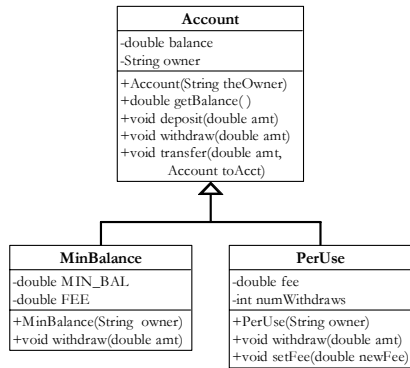 Account
-double balance
-String owner
+Account(String theOwner)
+double getBalance( )
+void deposit(double amt)
+void withdraw(double amt)
+void transfer(double amt,
Account toAcct)
MinBalance
-double MIN_BAL
-double FEE
+MinBalance(String owner)
+void withdraw(double amt)
PerUse
-double fee
-int numWithdraws
+PerUse(String owner)
+void withdraw(double amt)
+void setFee(double newFee)